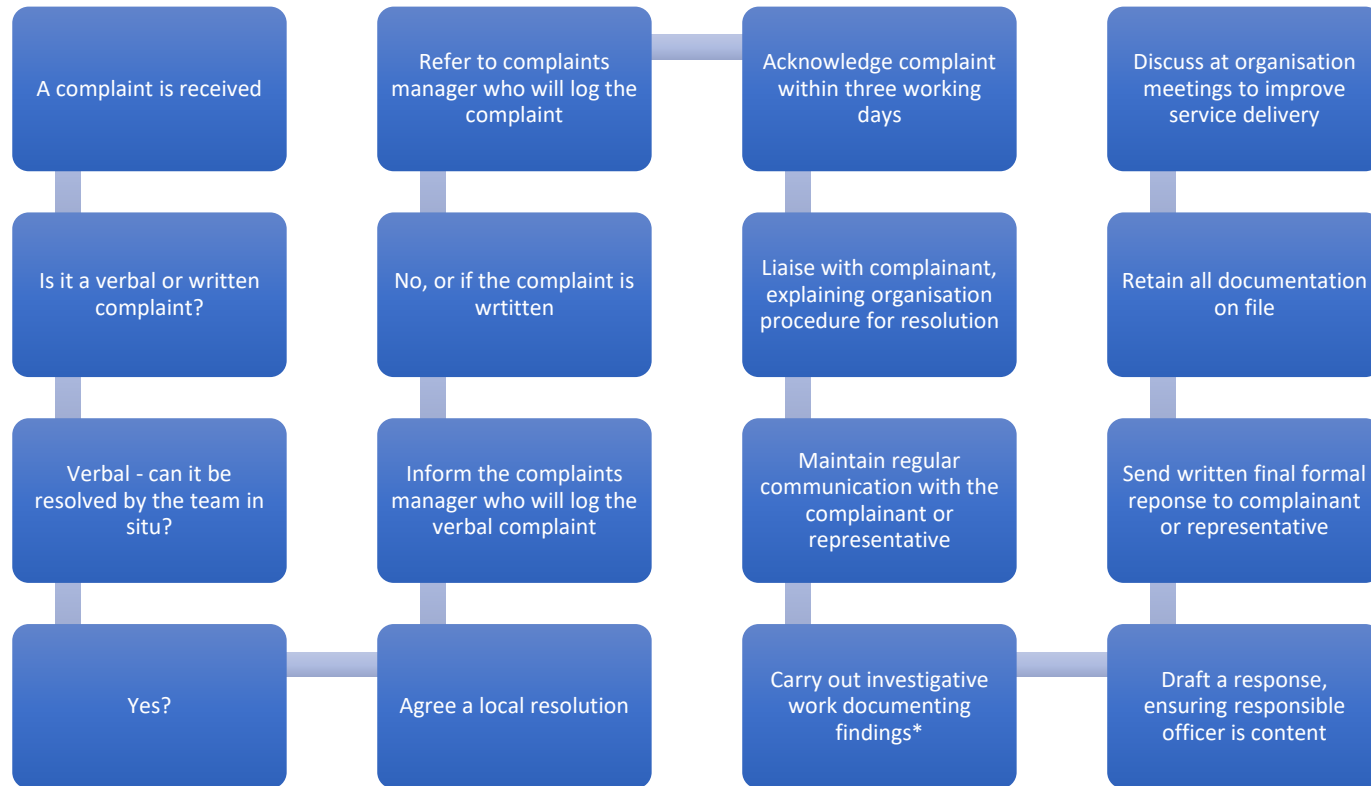 A complaint is received
Is it a verbal or written
complaint?
Verbal - can it be
resolved by the team in
situ?
Yes?
Agree a local resolution
Inform the complaints
manager who will log the
verbal complaint
No, or if the complaint is
wrtitten
Refer to complaints
manager who will log the
complaint
Acknowledge complaint
within three working
days
Liaise with complainant,
explaining organisation
procedure for resolution
Maintain regular
communication with the
complainant or
representative
Carry out investigative
work documenting
findings*
Draft a response,
ensuring responsible
officer is content
Send written final formal
reponse to complainant
or representative
Retain all documentation
on file
Discuss at organisation
meetings to improve
service delivery